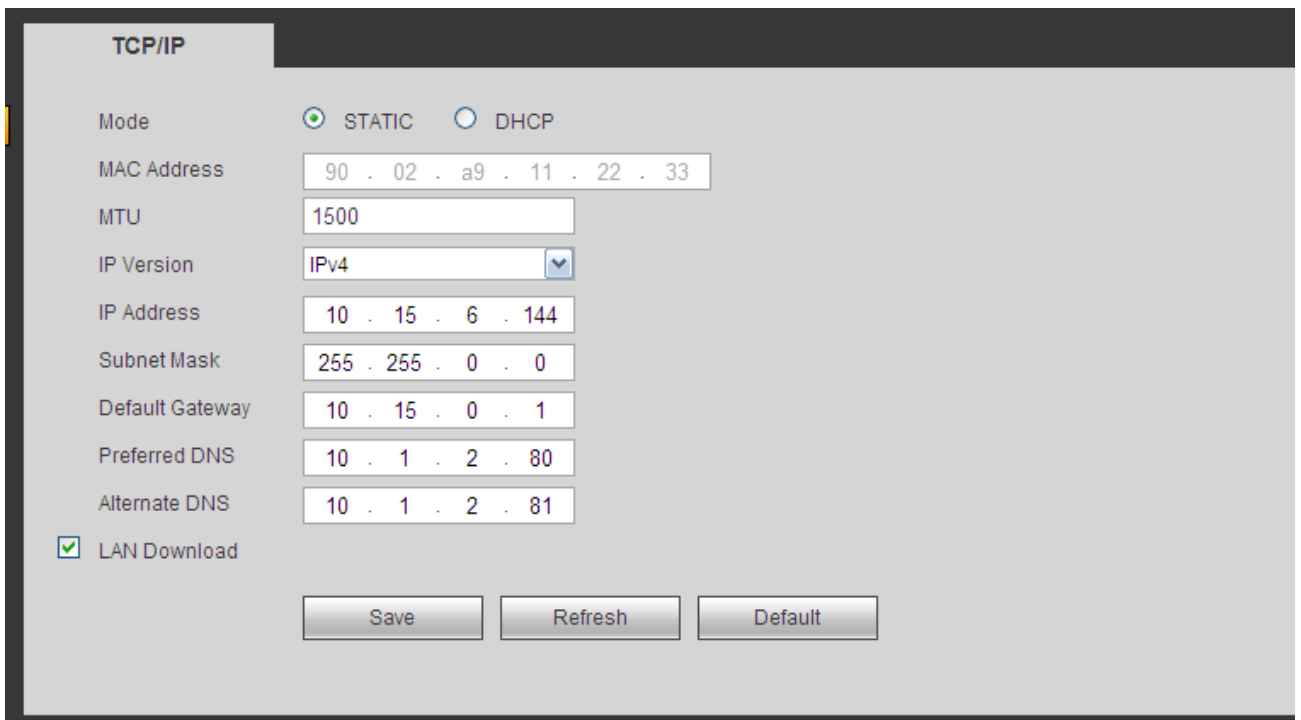 TCP/IP
Mode STATIC DHCP
MAC Address 90 . 02 . a9 . 11 . 22 . 33
MTU 1500
IP Version IPv4
IP Address 10 . 15 . 6 . 144
Subnet Mask 255 . 255 . 0 . 0
Default Gateway 10 . 15 . 0 . 1
Preferred DNS 10 . 1 . 2 . 80
Alternate DNS 10 . 1 . 2 . 81
LAN Download
Save Refresh Default